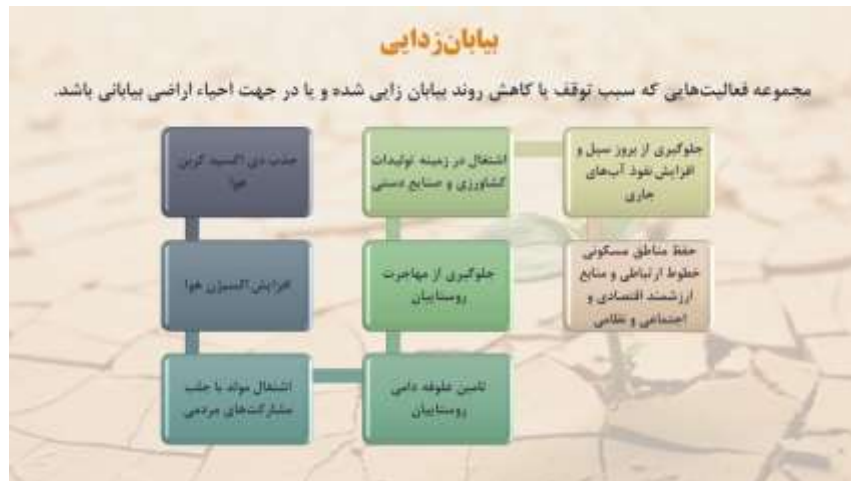 بیابان‌زدایی
مجموعه فعالیت‌هایی که سبب توقف یا کاهش روند بیابان زایی شده و یا در جهت احیاء اراضی بیابانی باشد.
جذب دی اکسید کربن
هوا
افزایش اکسیژن هوا
اشتغال مولد با جلب
مشارکت‌های مردمی
تامین علوفه دامی
روستاییان
جلوگیری از مهاجرت
روستاییان
اشتغال در زمینه تولیدات
کشاورزی و صنایع دستی
جلوگیری از بروز سیل و
افزایش نفوذ آب‌های
جاری
حفظ مناطق مسکونی
خطوط ارتباطی و منابع
ارزشمند اقتصادی و
اجتماعی و نظامی